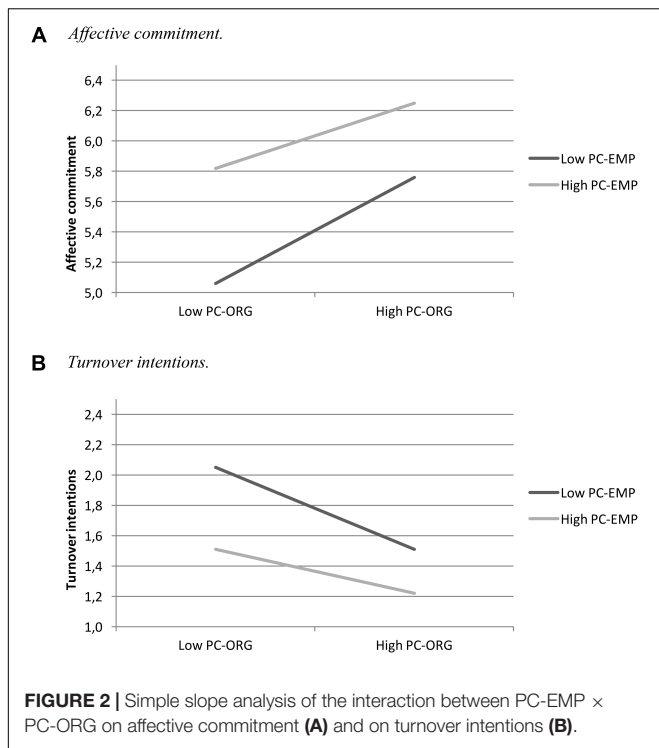 A Affective commitment.
6,4
6,2
6,0
5,8
5,6
5,4
5,2
5,0
Affective commitment
Low PC-ORG High PC-ORG
Low PC-EMP
High PC-EMP
B Turnover intentions.
2,4
2,2
2,0
1,8
1,6
1,4
1,2
1,0
Turnover intentions
Low PC-ORG High PC-ORG
Low PC-EMP
High PC-EMP
FIGURE 2 | Simple slope analysis of the interaction between PC-EMP ×
PC-ORG on affective commitment (A) and on turnover intentions (B).